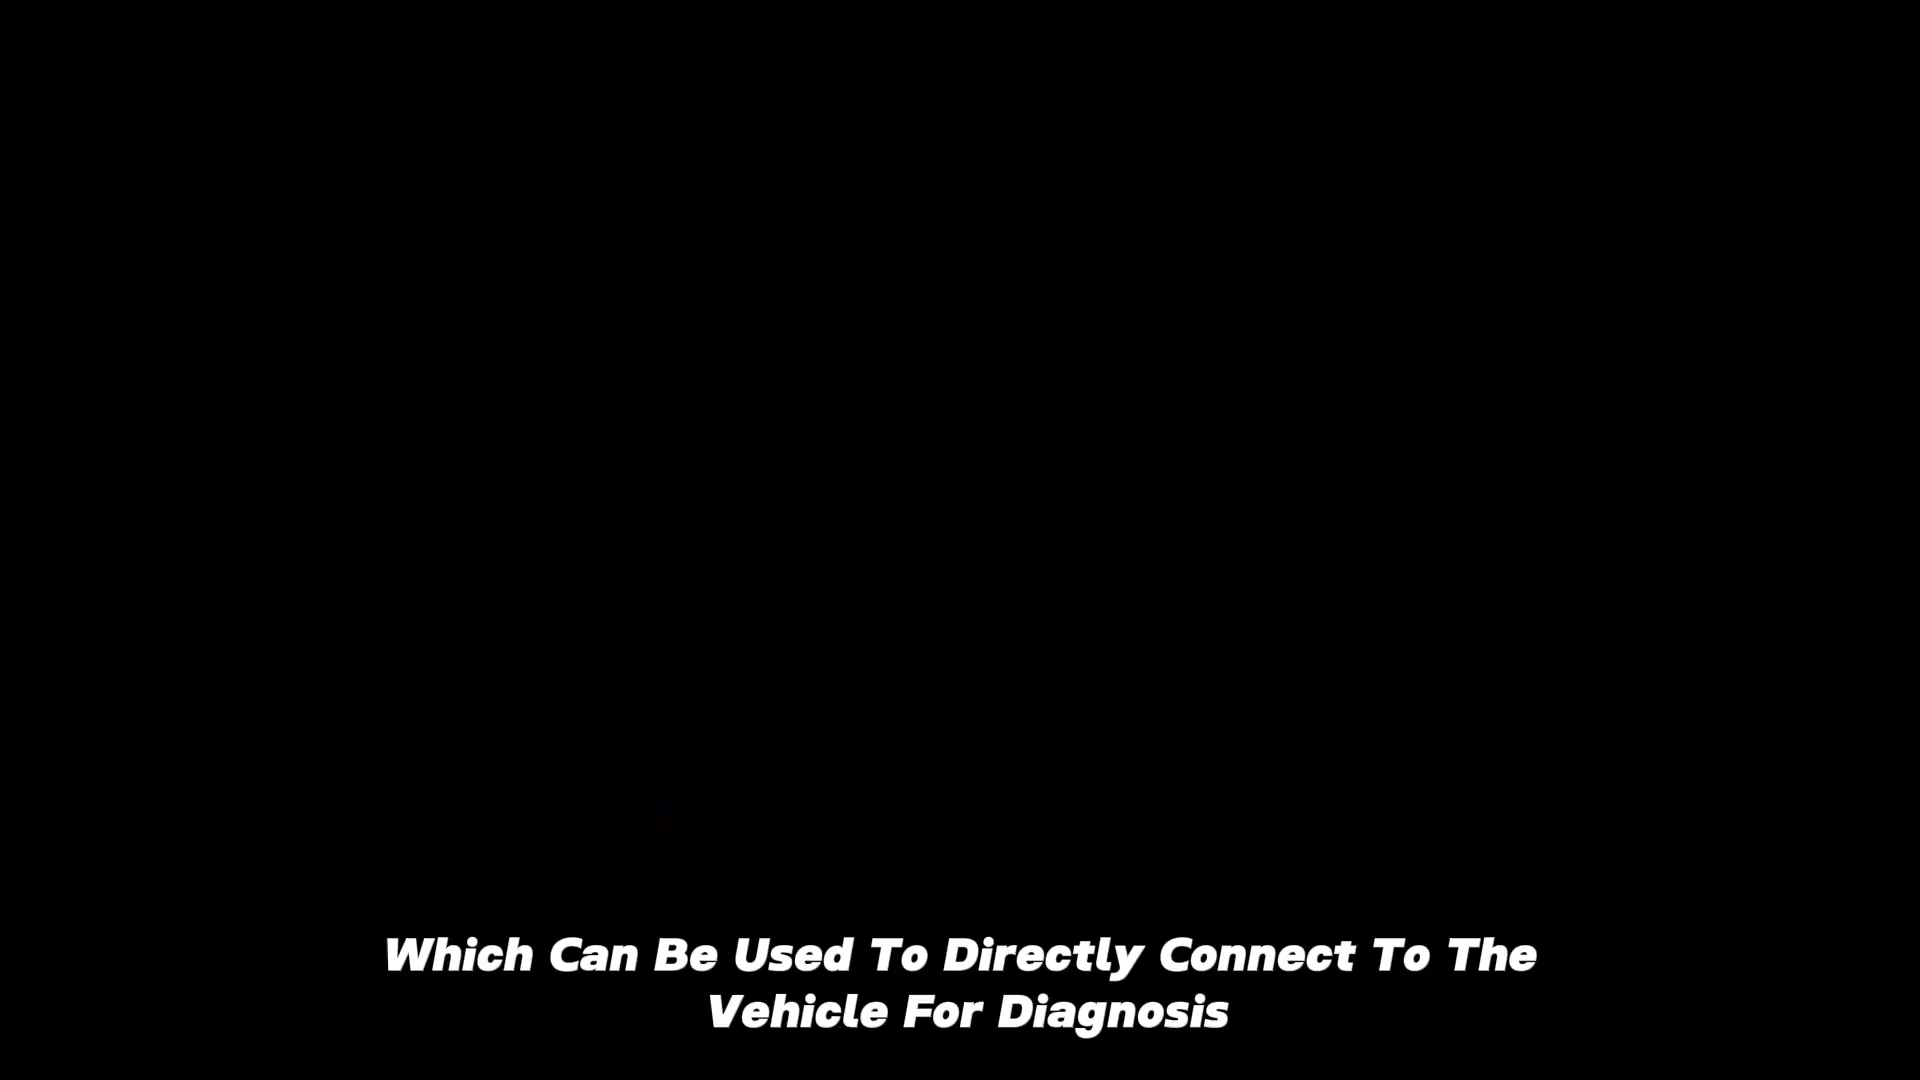 Which Can Be Used To Directly Connect To The
Vehicle For Diagnosis